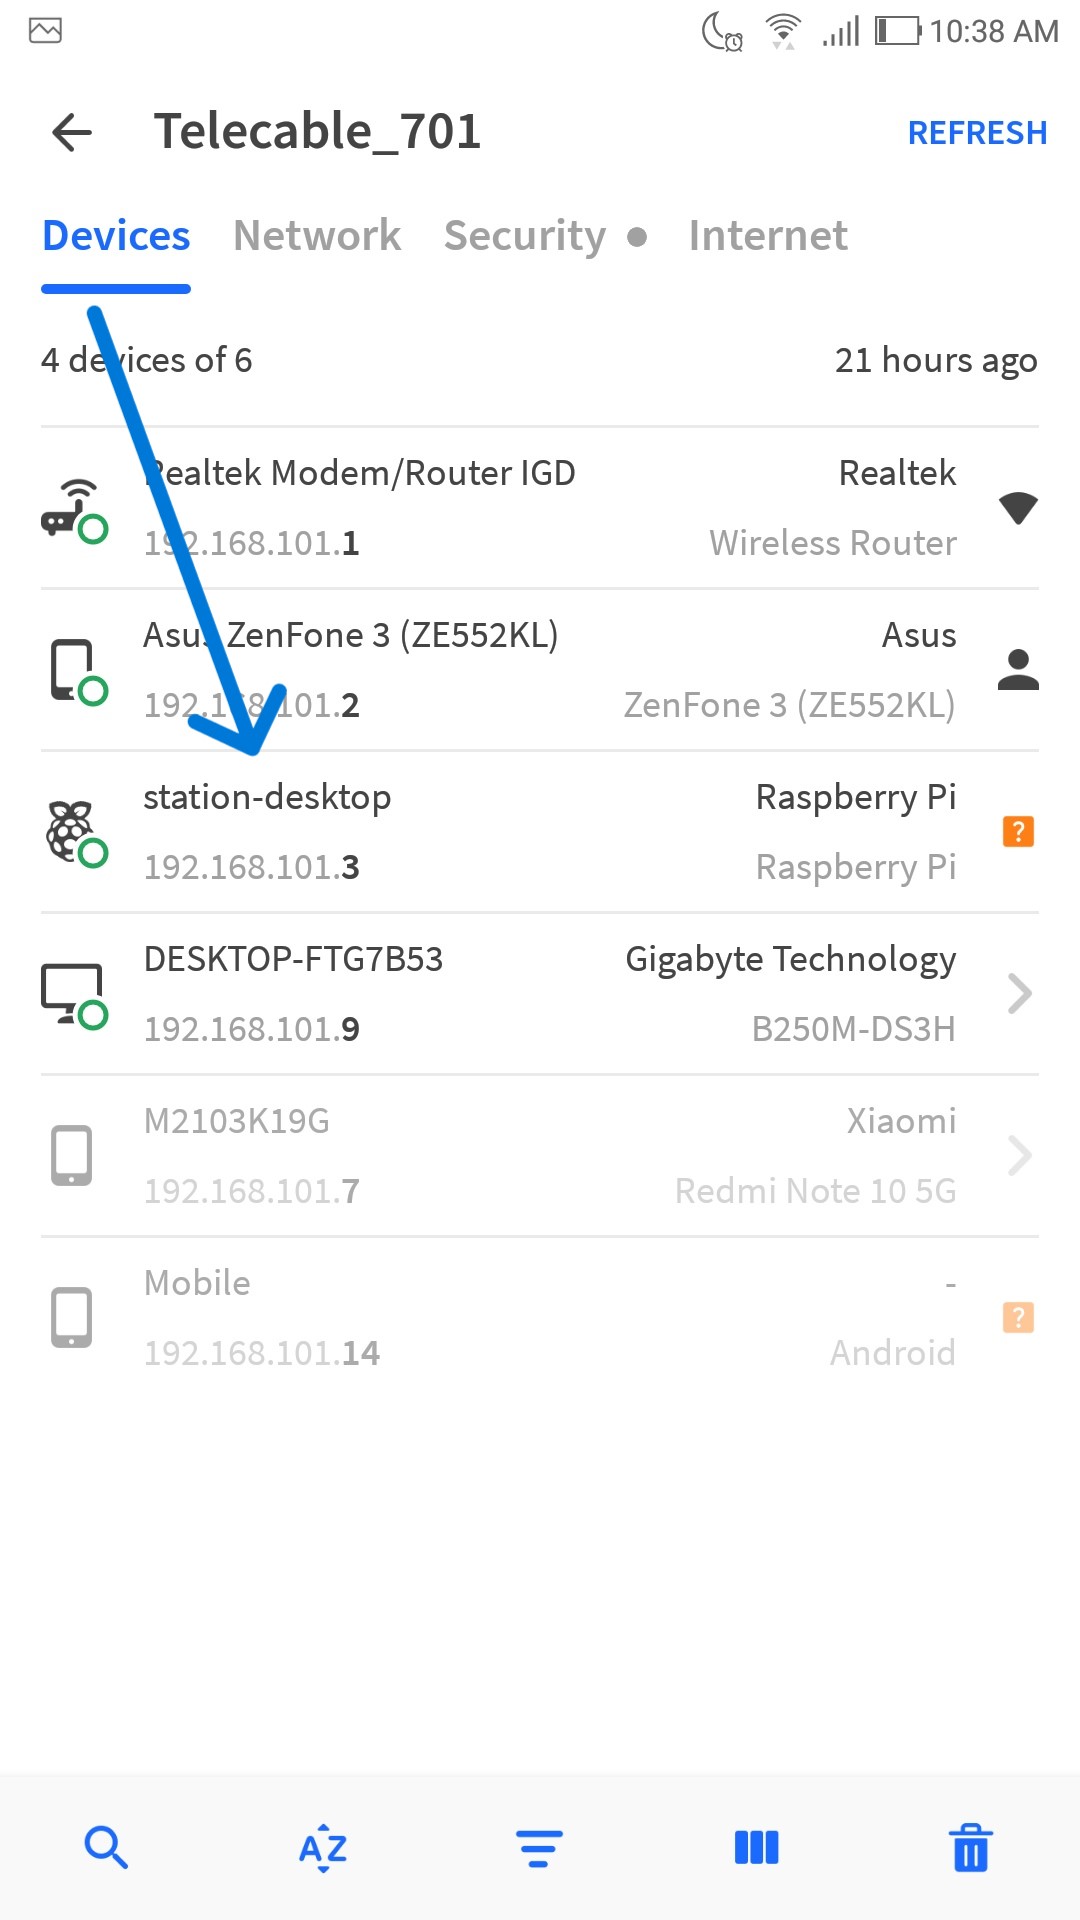 10:38 AM
Telecable_701
REFRESH
Devices Network Security Internet
4 devices of 6 21 hours ago
Realtek Modem/Router IGD Realtek
192.168.101.1 Wireless Router
Asus ZenFone 3 (ZE552KL) Asus
192.168.101.2 ZenFone 3 (ZE552KL)
station-desktop Raspberry Pi
?
192.168.101.3 Raspberry Pi
DESKTOP-FTG7B53 Gigabyte Technology
192.168.101.9 B250M-DS3H
M2103K19G Xiaomi
192.168.101.7 Redmi Note 10 5G
Mobile -
?
192.168.101.14 Android
AZ